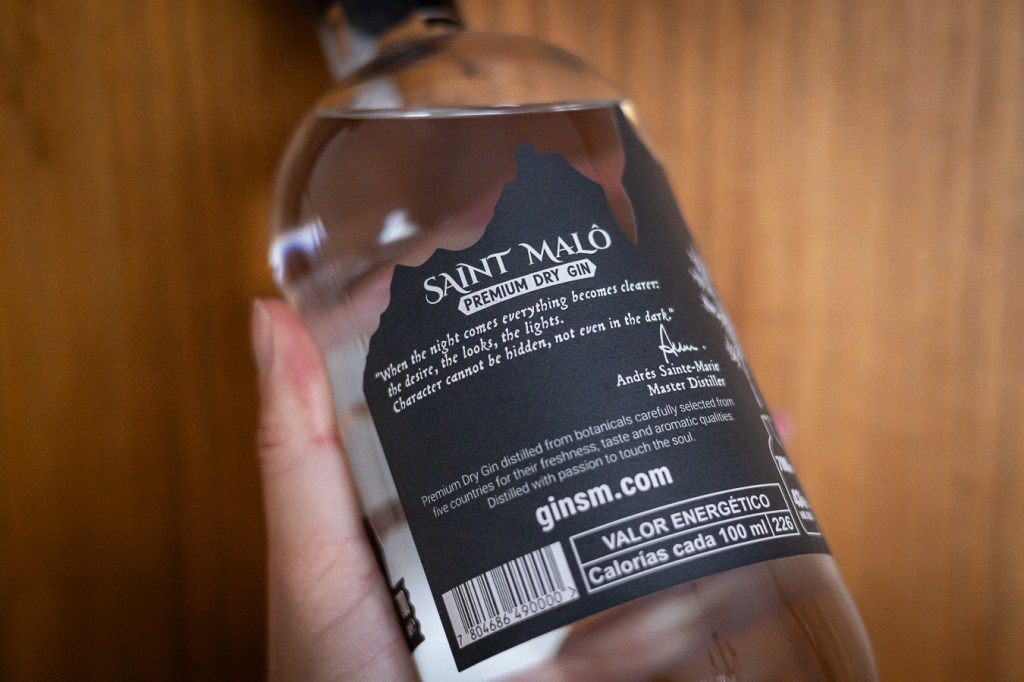 SAINT MALÔ
PREMIUM DRY GIN
"When the night comes everything becomes clearer:
the desire, the looks, the lights.
Character cannot be hidden, not even in the dark."
Andrés Sainte-Marie
Master Distiller
Premium Dry Gin distilled from botanicals carefully selected from
five countries for their freshness, taste and aromatic qualities.
Distilled with passion to touch the soul.
ginsm.com
VALOR ENERGÉTICO
Calorías cada 100 ml 226
7 804686 490000 >